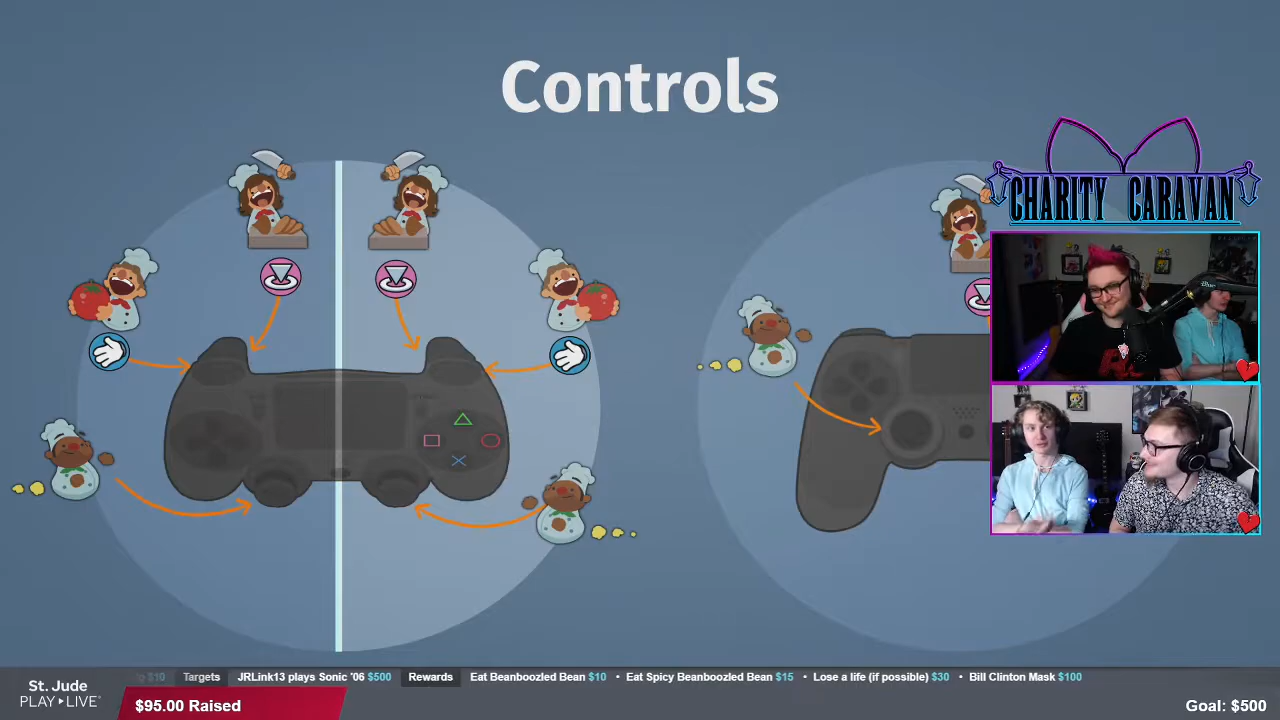 Controls
CHARITY CARAVAN
$10 Targets JRLink13 plays Sonic '06 $500 Rewards Eat Beanboozled Bean $10 • Eat Spicy Beanboozled Bean $15 • Lose a life (if possible) $30 • Bill Clinton Mask $100
St. Jude
PLAY LIVE
$95.00 Raised
Goal: $500